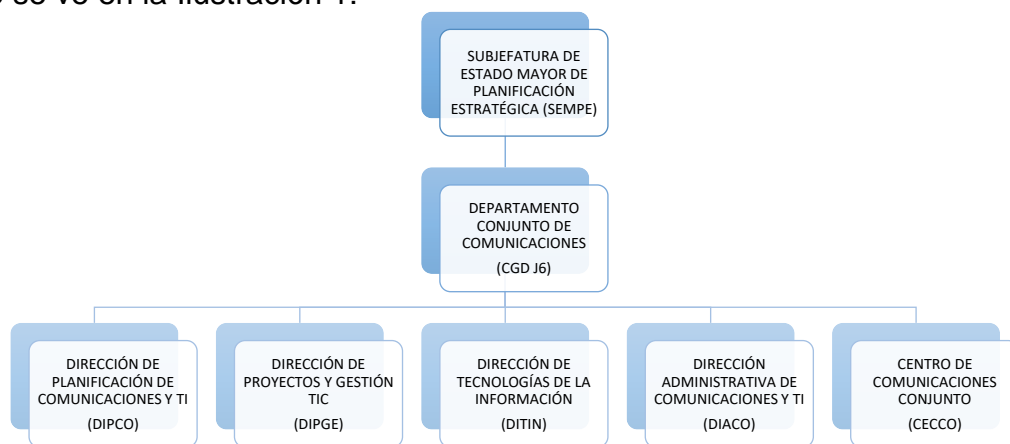 se ve en la Ilustración 1.
SUBJEFATURA DE
ESTADO MAYOR DE
PLANIFICACIÓN
ESTRATÉGICA (SEMPE)
DEPARTAMENTO
CONJUNTO DE
COMUNICACIONES
(CGD J6)
DIRECCIÓN DE
PLANIFICACIÓN DE
COMUNICACIONES Y TI
(DIPCO)
DIRECCIÓN DE
PROYECTOS Y GESTIÓN
TIC
(DIPGE)
DIRECCIÓN DE
TECNOLOGÍAS DE LA
INFORMACIÓN
(DITIN)
DIRECCIÓN
ADMINISTRATIVA DE
COMUNICACIONES Y TI
(DIACO)
CENTRO DE
COMUNICACIONES
CONJUNTO
(CECCO)